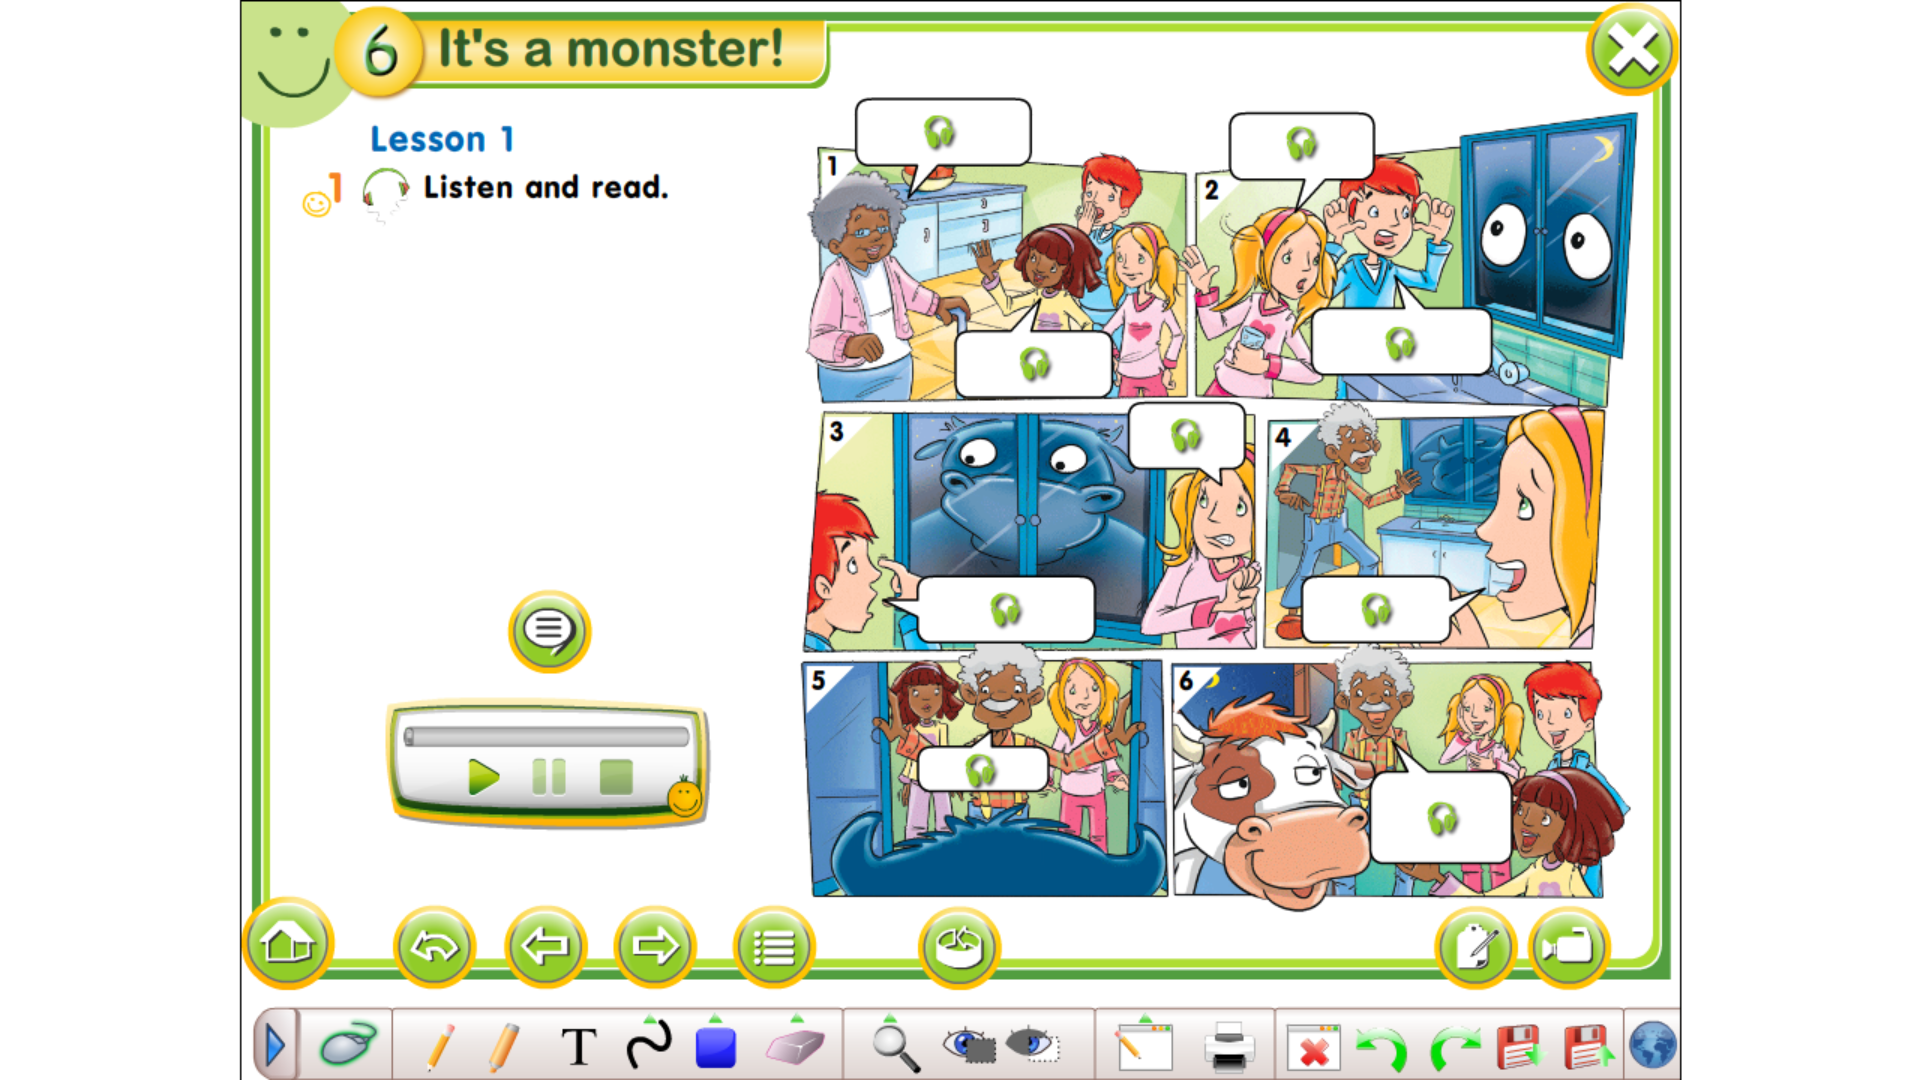 6 It's a monster!
Lesson 1
1 Listen and read.
1
2
3
4
5
6
T